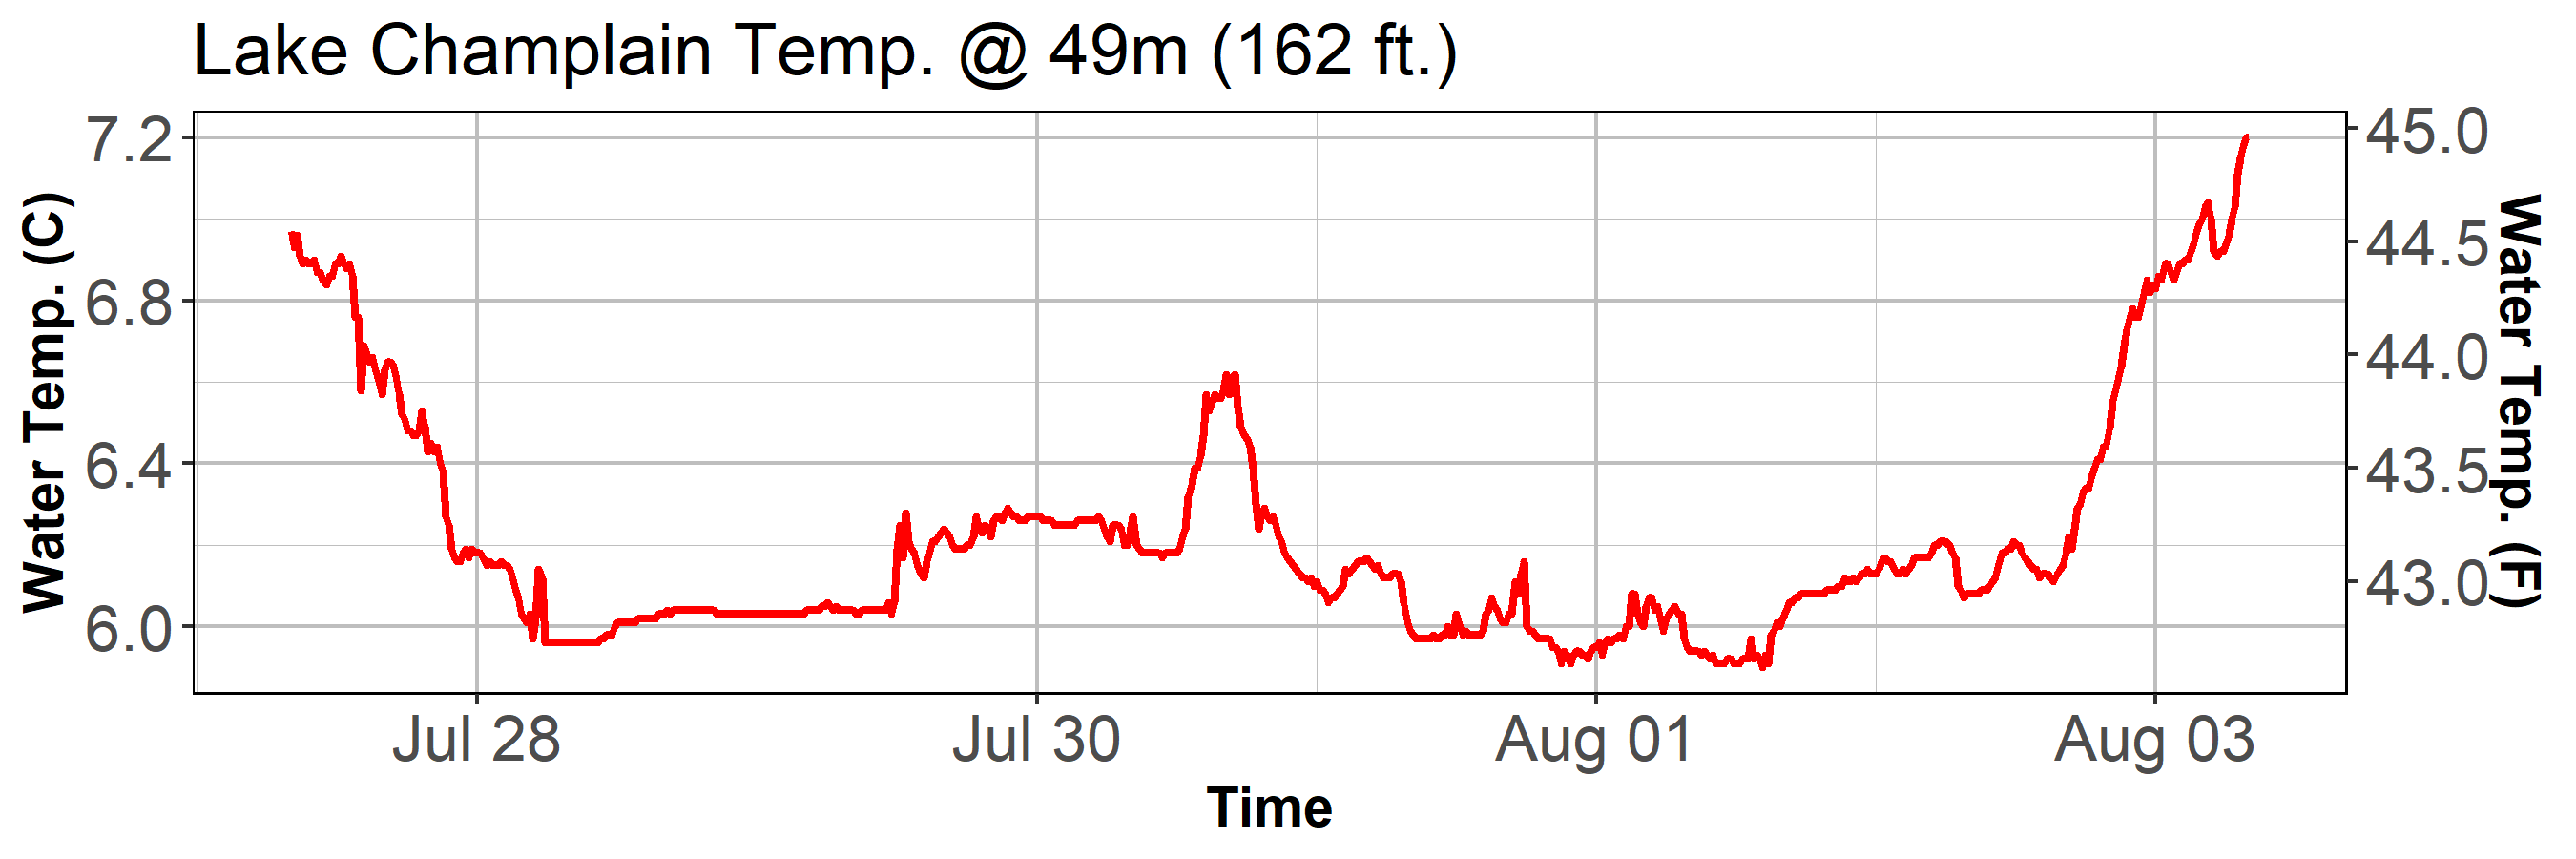 Lake Champlain Temp. @ 49m (162 ft.)
Water Temp. (C)
7.2
6.8
6.4
6.0
45.0
44.5
44.0
43.5
43.0
Water Temp. (F)
Jul 28
Jul 30
Aug 01
Aug 03
Time